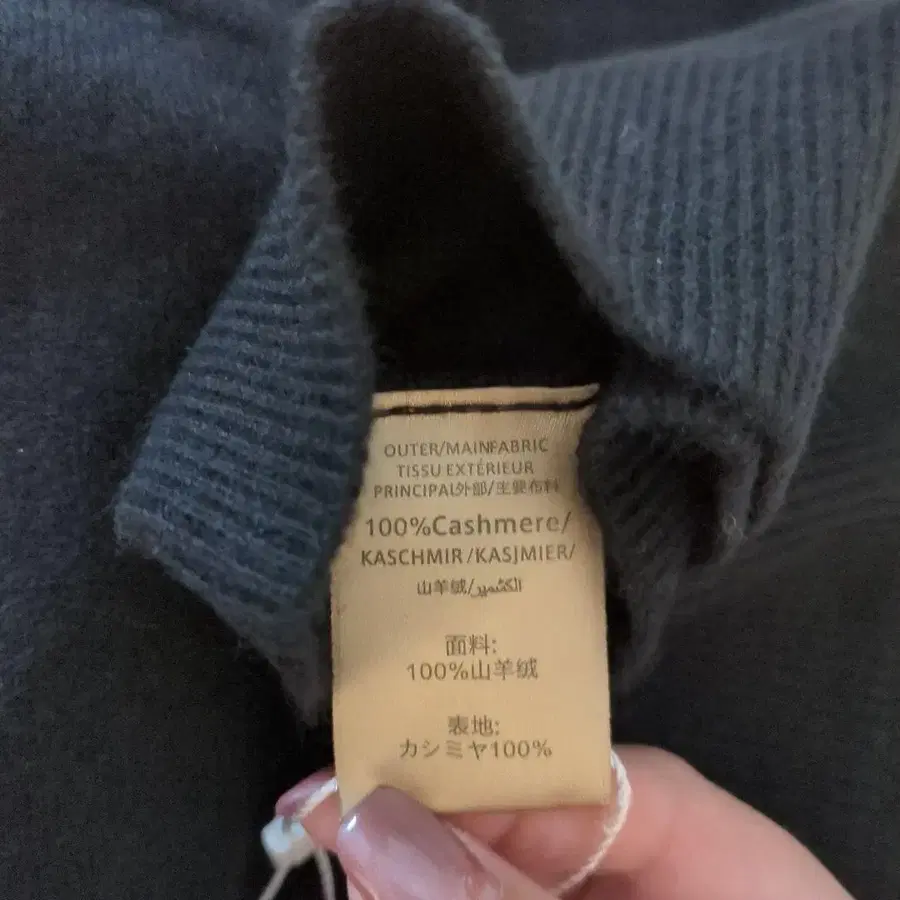 OUTER/MAINFABRIC
TISSU EXTÉRIEUR
PRINCIPAL外部/主要布料
100%Cashmere/
KASCHMIR/KASJMIER/
山羊绒/الكشمير
面料:
100%山羊绒
表地:
カシミヤ100%